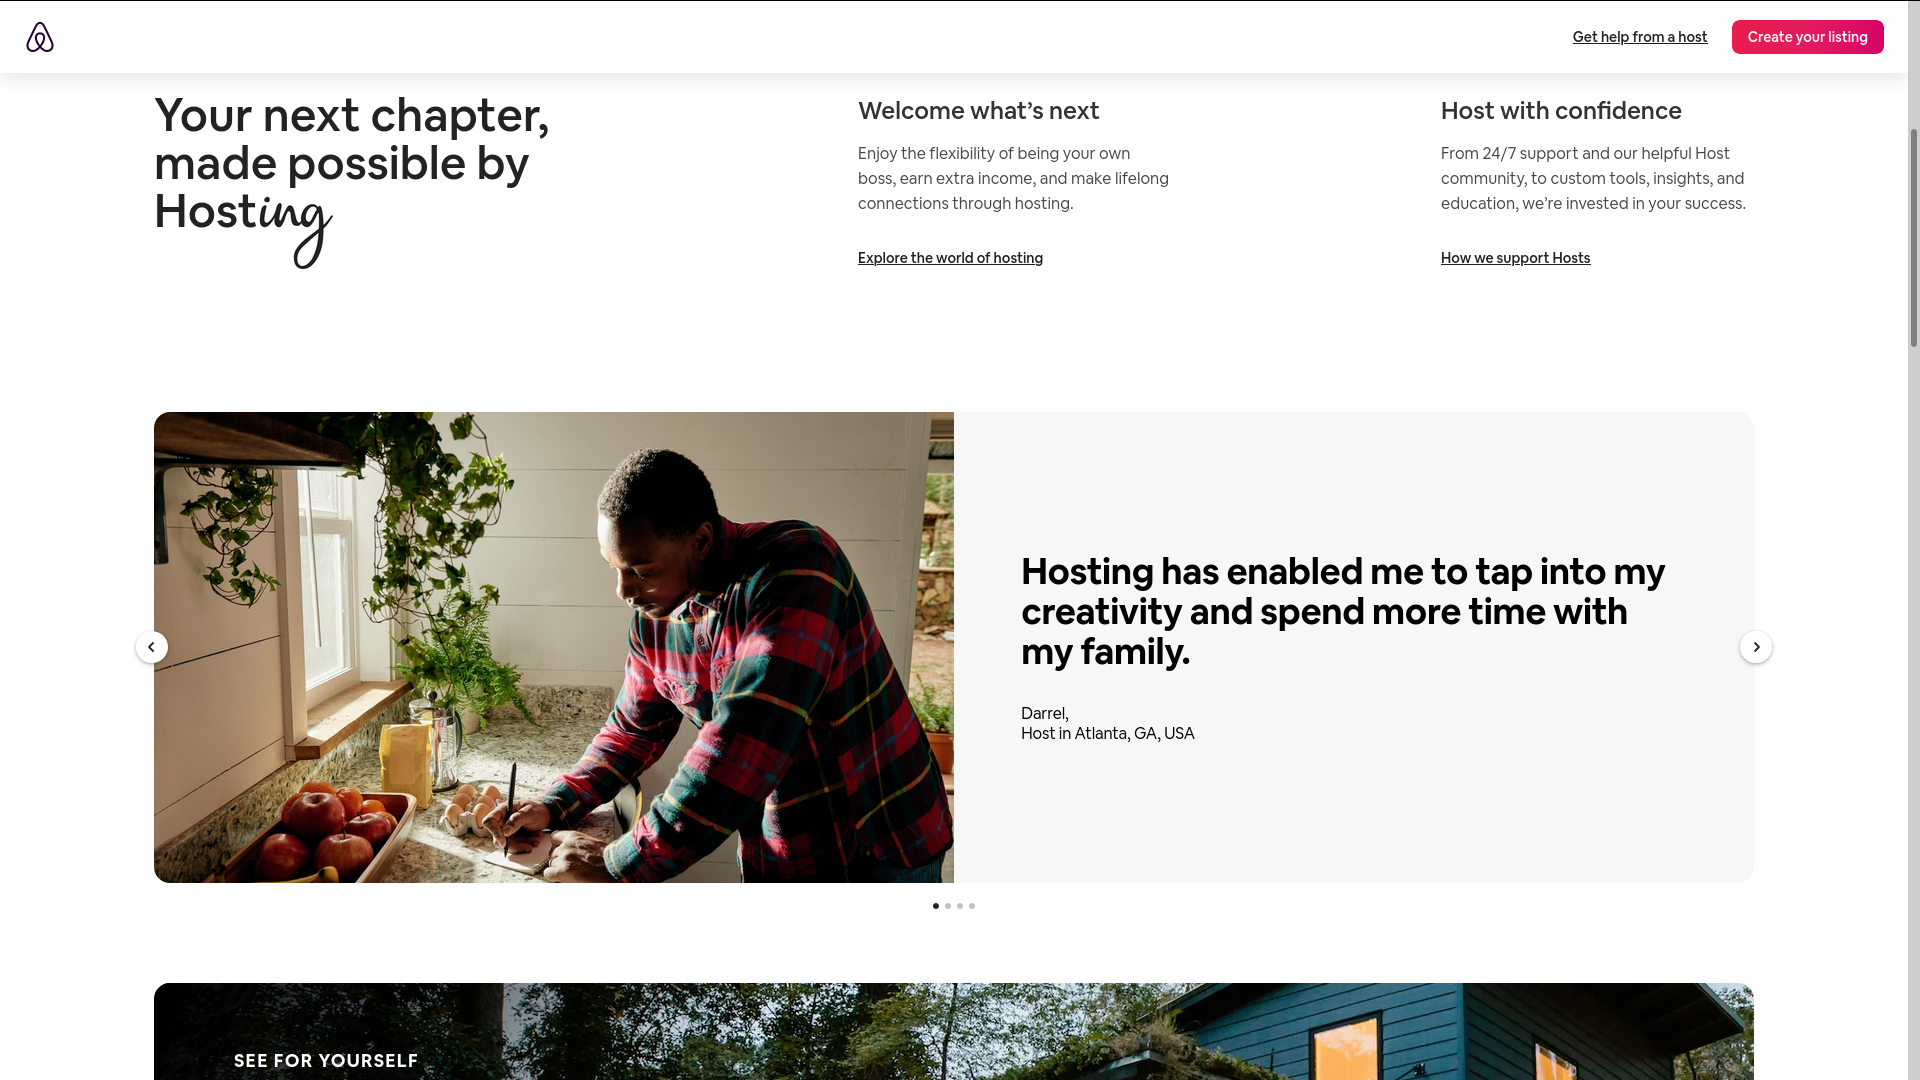 Get help from a host
Create your listing
Your next chapter,
made possible by
Hosting
Welcome what’s next
Enjoy the flexibility of being your own
boss, earn extra income, and make lifelong
connections through hosting.
Explore the world of hosting
Host with confidence
From 24/7 support and our helpful Host
community, to custom tools, insights, and
education, we’re invested in your success.
How we support Hosts
Hosting has enabled me to tap into my
creativity and spend more time with
my family.
Darrel,
Host in Atlanta, GA, USA
SEE FOR YOURSELF